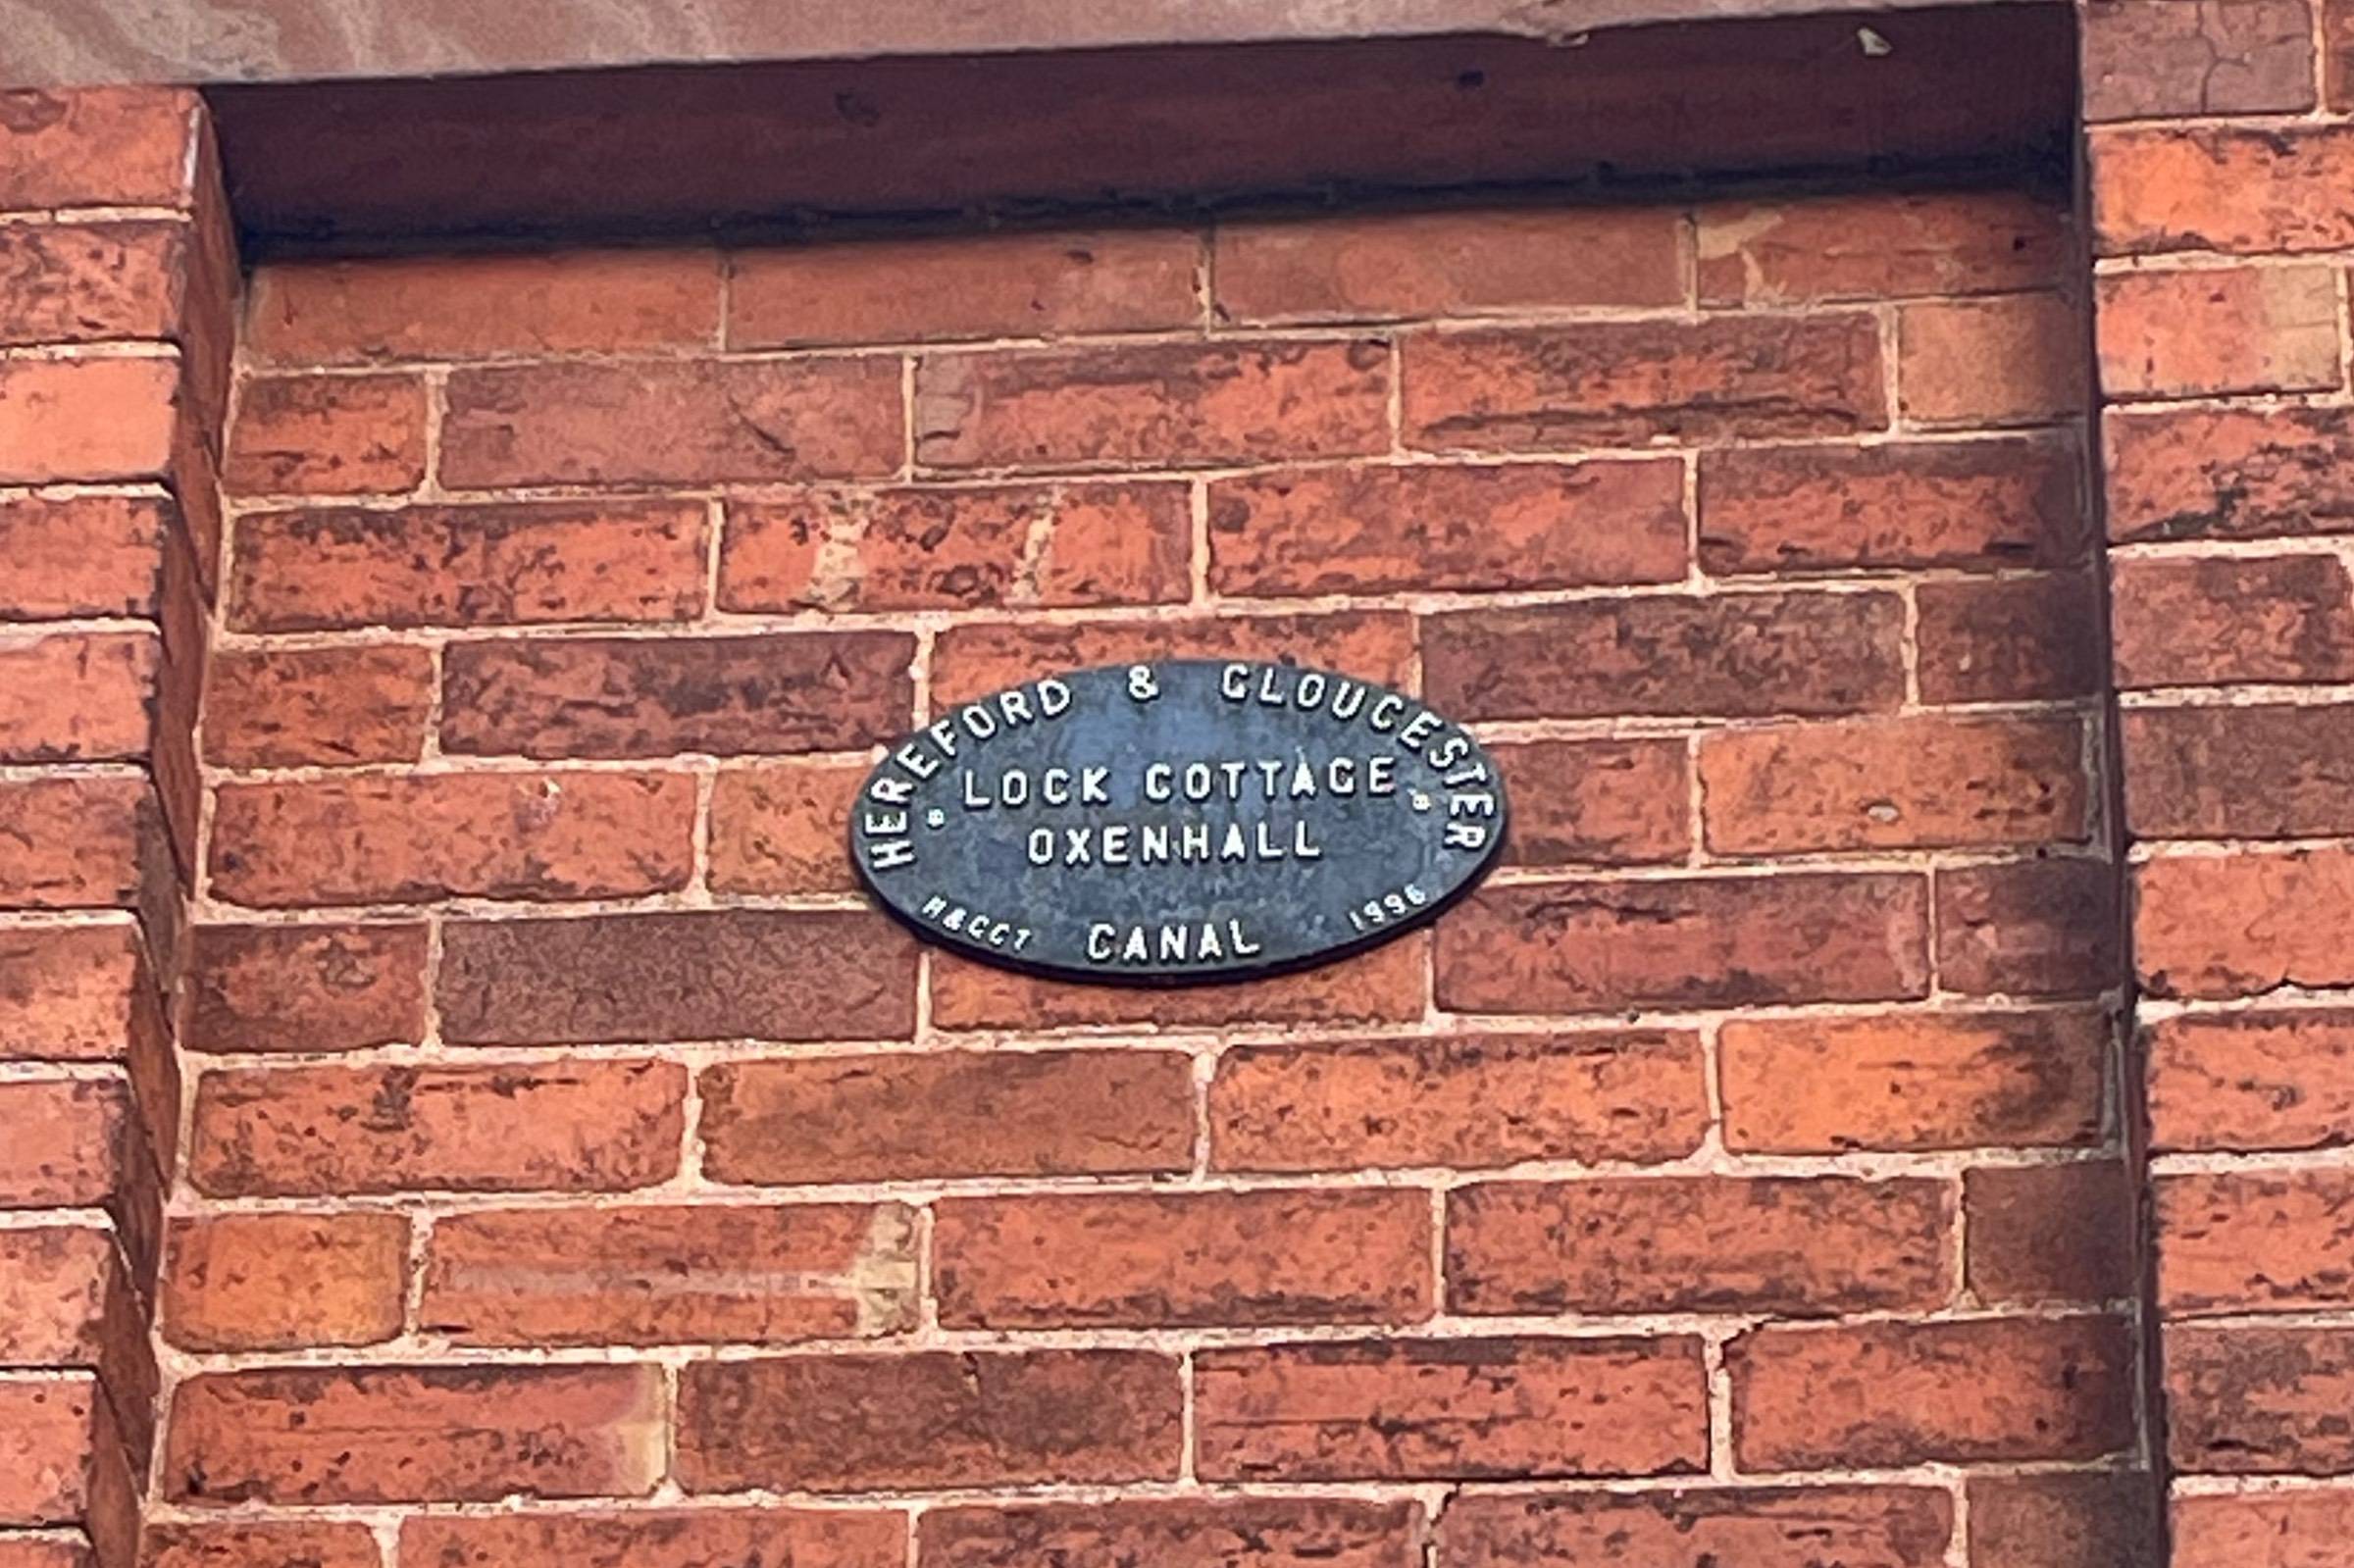 HEREFORD & GLOUCESTER
LOCK COTTAGE
OXENHALL
CANAL
H&GCT 1996